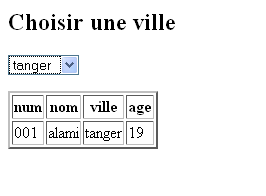 Choisir une ville
tanger
num nom ville age
001 alami tanger 19